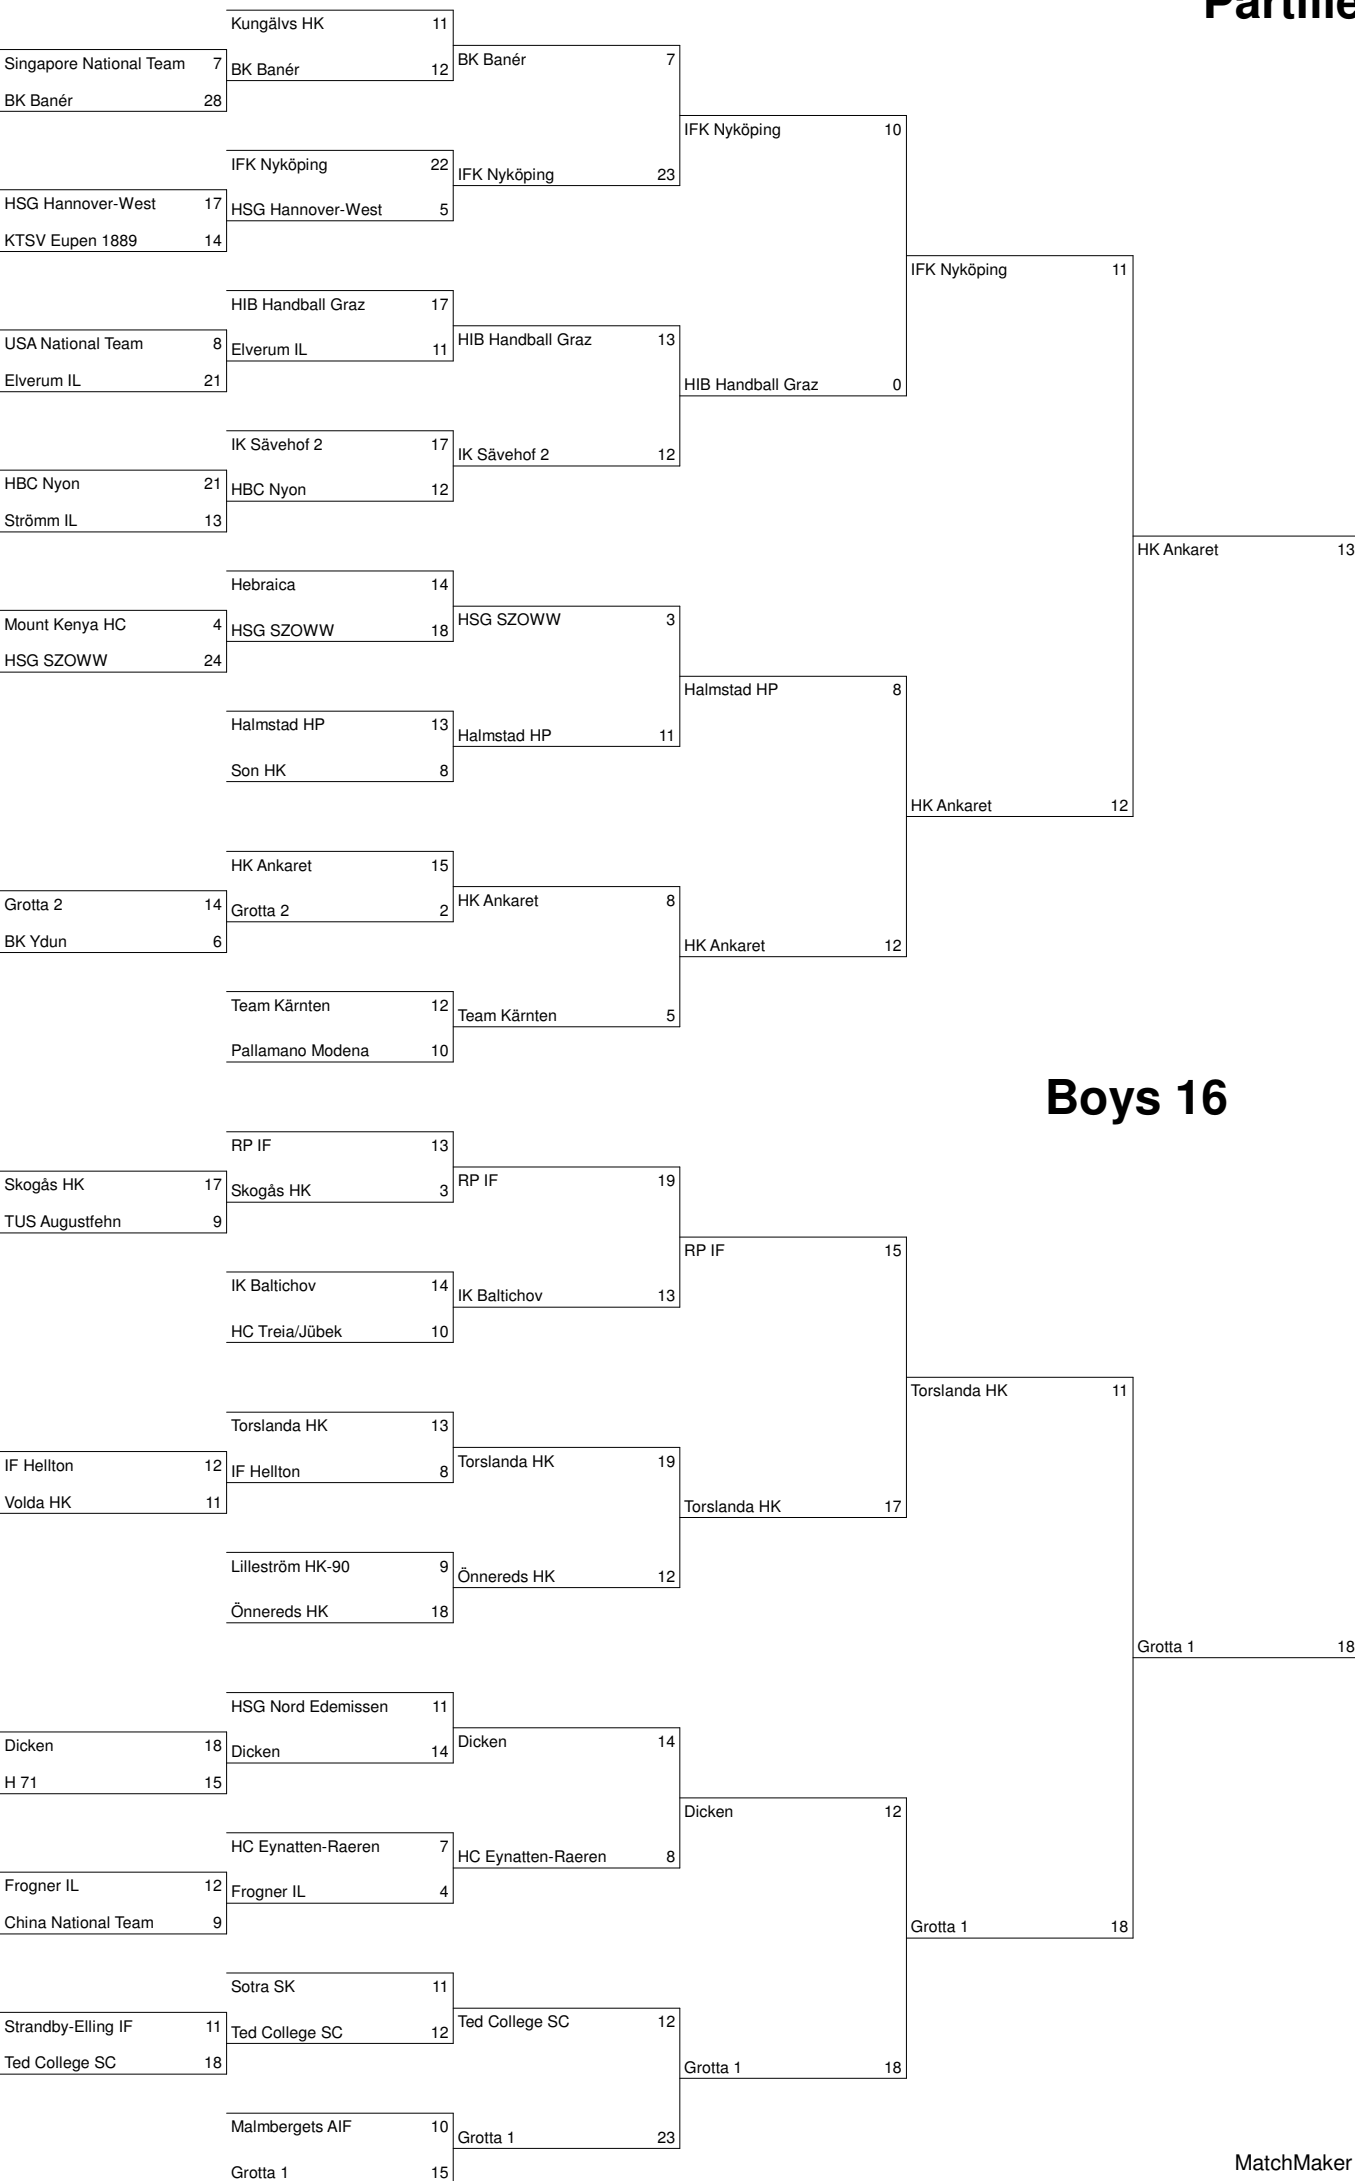 Partille
Kungälvs HK 11
BK Banér 12
Singapore National Team 7
BK Banér 28
BK Banér 7
IFK Nyköping 10
IFK Nyköping 22
HSG Hannover-West 5
IFK Nyköping 23
HSG Hannover-West 17
KTSV Eupen 1889 14
IFK Nyköping 11
HIB Handball Graz 17
Elverum IL 11
USA National Team 8
Elverum IL 21
HIB Handball Graz 13
HIB Handball Graz 0
IK Sävehof 2 17
HBC Nyon 12
IK Sävehof 2 12
HBC Nyon 21
Strömm IL 13
HK Ankaret 13
Hebraica 14
HSG SZOWW 18
Mount Kenya HC 4
HSG SZOWW 24
HSG SZOWW 3
Halmstad HP 8
Halmstad HP 13
Son HK 8
Halmstad HP 11
HK Ankaret 12
HK Ankaret 15
Grotta 2 2
Grotta 2 14
BK Ydun 6
HK Ankaret 8
HK Ankaret 12
Team Kärnten 12
Pallamano Modena 10
Team Kärnten 5
Boys 16
RP IF 13
Skogås HK 3
Skogås HK 17
TUS Augustfehn 9
RP IF 19
RP IF 15
IK Baltichov 14
HC Treia/Jübek 10
IK Baltichov 13
Torslanda HK 11
Torslanda HK 13
IF Hellton 8
IF Hellton 12
Volda HK 11
Torslanda HK 19
Torslanda HK 17
Lilleström HK-90 9
Önnereds HK 18
Önnereds HK 12
Grotta 1 18
HSG Nord Edemissen 11
Dicken 14
Dicken 18
H 71 15
Dicken 14
Dicken 12
HC Eynatten-Raeren 7
Frogner IL 4
HC Eynatten-Raeren 8
Frogner IL 12
China National Team 9
Grotta 1 18
Sotra SK 11
Ted College SC 12
Strandby-Elling IF 11
Ted College SC 18
Ted College SC 12
Grotta 1 18
Malmbergets AIF 10
Grotta 1 15
Grotta 1 23
MatchMaker